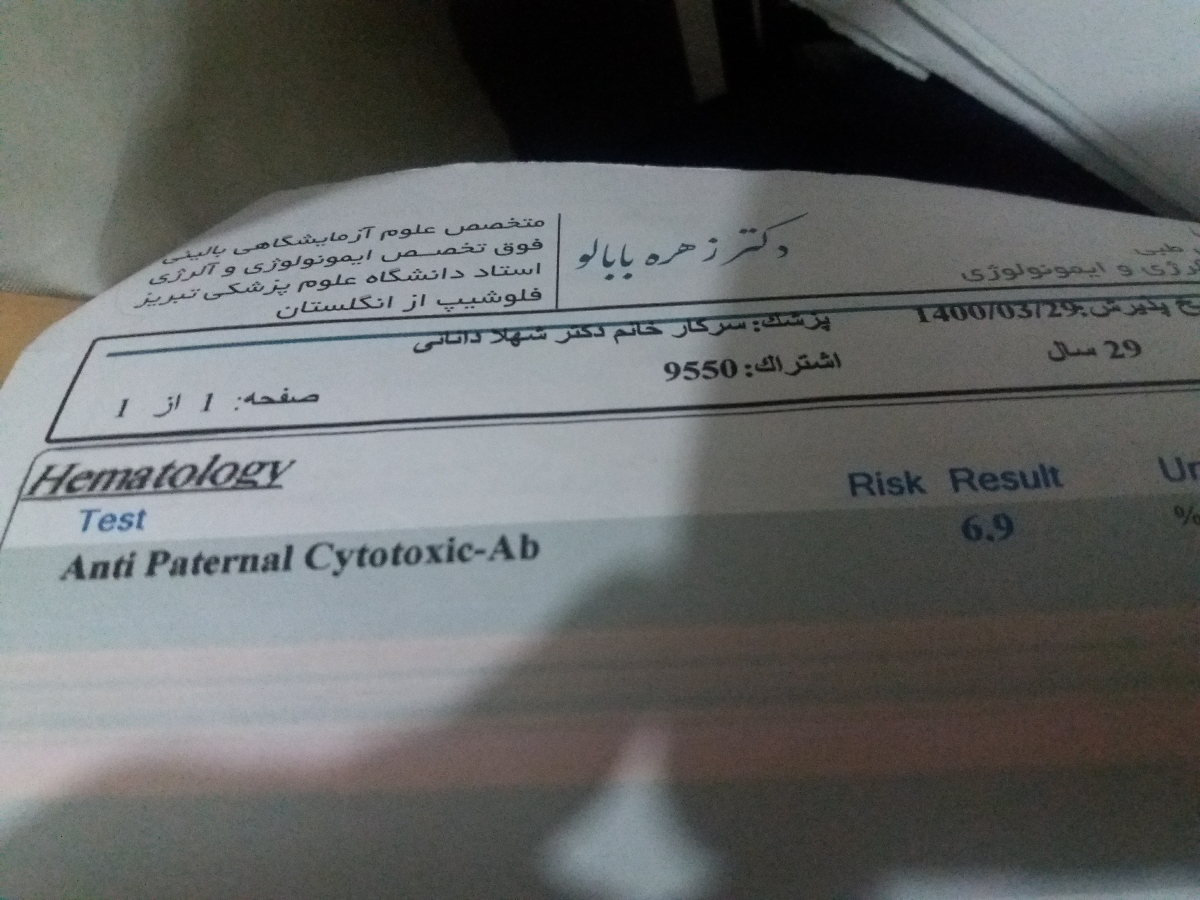 دکتر زهره بابالو
متخصص علوم آزمایشگاهی بالینی
فوق تخصص ایمونولوژی و آلرژی
استاد دانشگاه علوم پزشکی تبریز
فلوشیپ از انگلستان
طبی
و ایمونولوژی
پذیرش: 1400/03/29
پزشک: سرکار خانم دکتر شهلا دانائی
29 سال
اشتراک: 9550
صفحه: 1 از 1
Hematology
Test Risk Result
Anti Paternal Cytotoxic-Ab 6.9 %